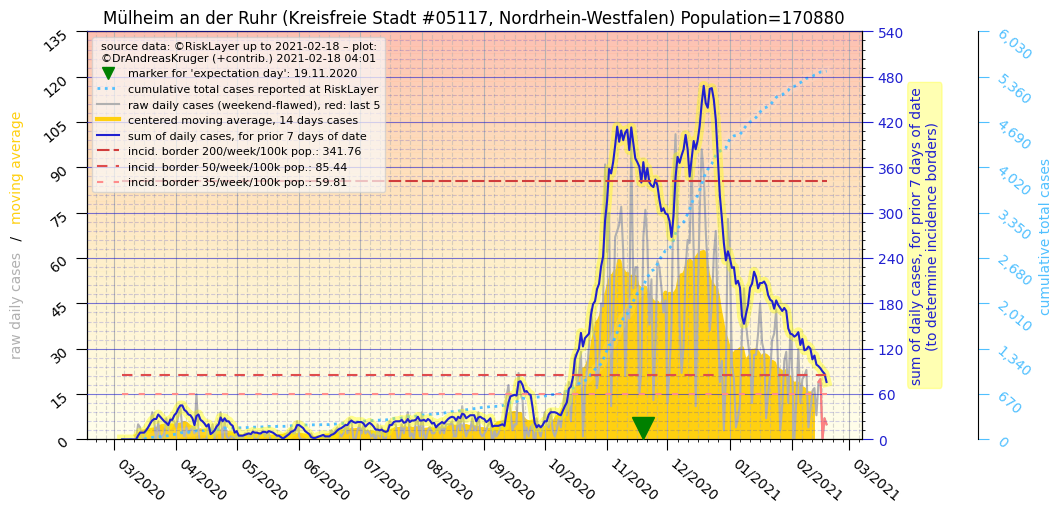 Mülheim an der Ruhr (Kreisfreie Stadt #05117, Nordrhein-Westfalen) Population=170880
source data: ©RiskLayer up to 2021-02-18 – plot:
©DrAndreasKruger (+contrib.) 2021-02-18 04:01
marker for 'expectation day': 19.11.2020
cumulative total cases reported at RiskLayer
raw daily cases (weekend-flawed), red: last 5
centered moving average, 14 days cases
sum of daily cases, for prior 7 days of date
incid. border 200/week/100k pop.: 341.76
incid. border 50/week/100k pop.: 85.44
incid. border 35/week/100k pop.: 59.81
raw daily cases / moving average
135
120
105
90
75
60
45
30
15
0
03/2020
04/2020
05/2020
06/2020
07/2020
08/2020
09/2020
10/2020
11/2020
12/2020
01/2021
02/2021
03/2021
540
480
420
360
300
240
180
120
60
0
sum of daily cases, for prior 7 days of date
(to determine incidence borders)
6,030
5,360
4,690
4,020
3,350
2,680
2,010
1,340
670
0
cumulative total cases